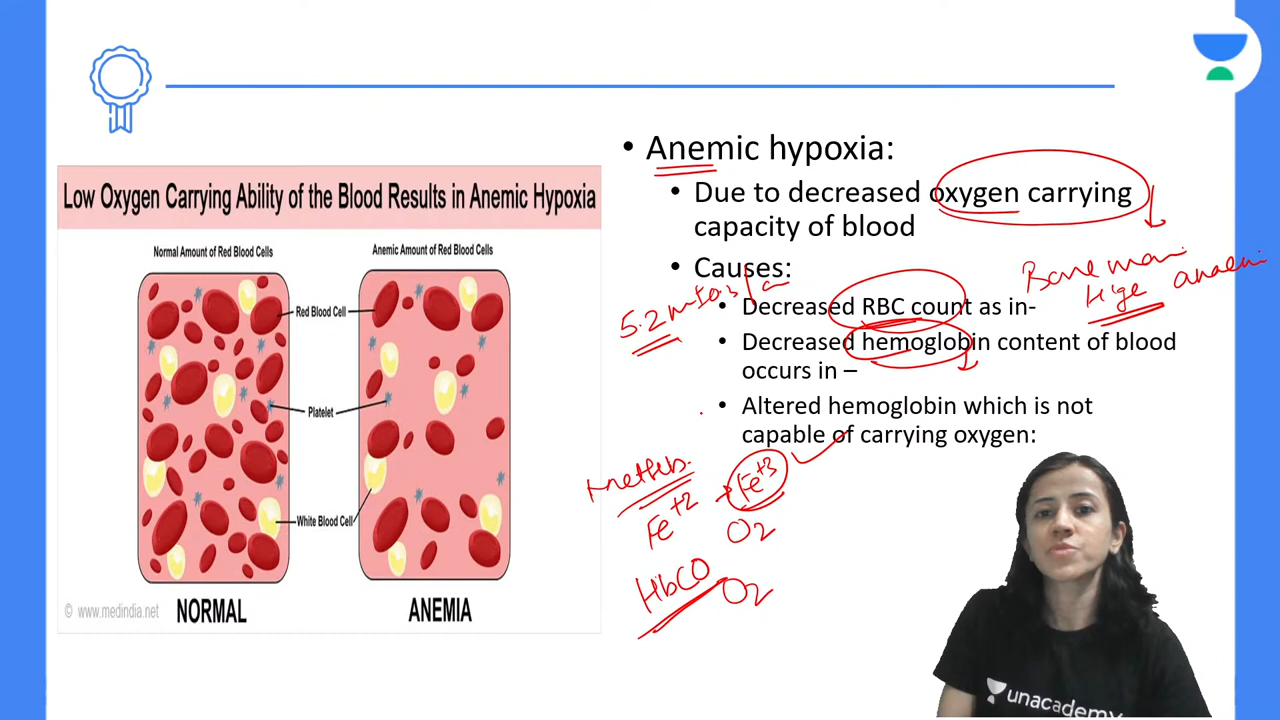 Low Oxygen Carrying Ability of the Blood Results in Anemic Hypoxia
Normal Amount of Red Blood Cells
Anemic Amount of Red Blood Cells
Red Blood Cell
Platelet
White Blood Cell
© www.medindia.net
NORMAL
ANEMIA
• Anemic hypoxia:
• Due to decreased oxygen carrying
capacity of blood
• Causes:
• Decreased RBC count as in-
• Decreased hemoglobin content of blood
occurs in –
• Altered hemoglobin which is not
capable of carrying oxygen:
5.2
Fe+2 → Fe+3
O2
HbCO O2
unacademy